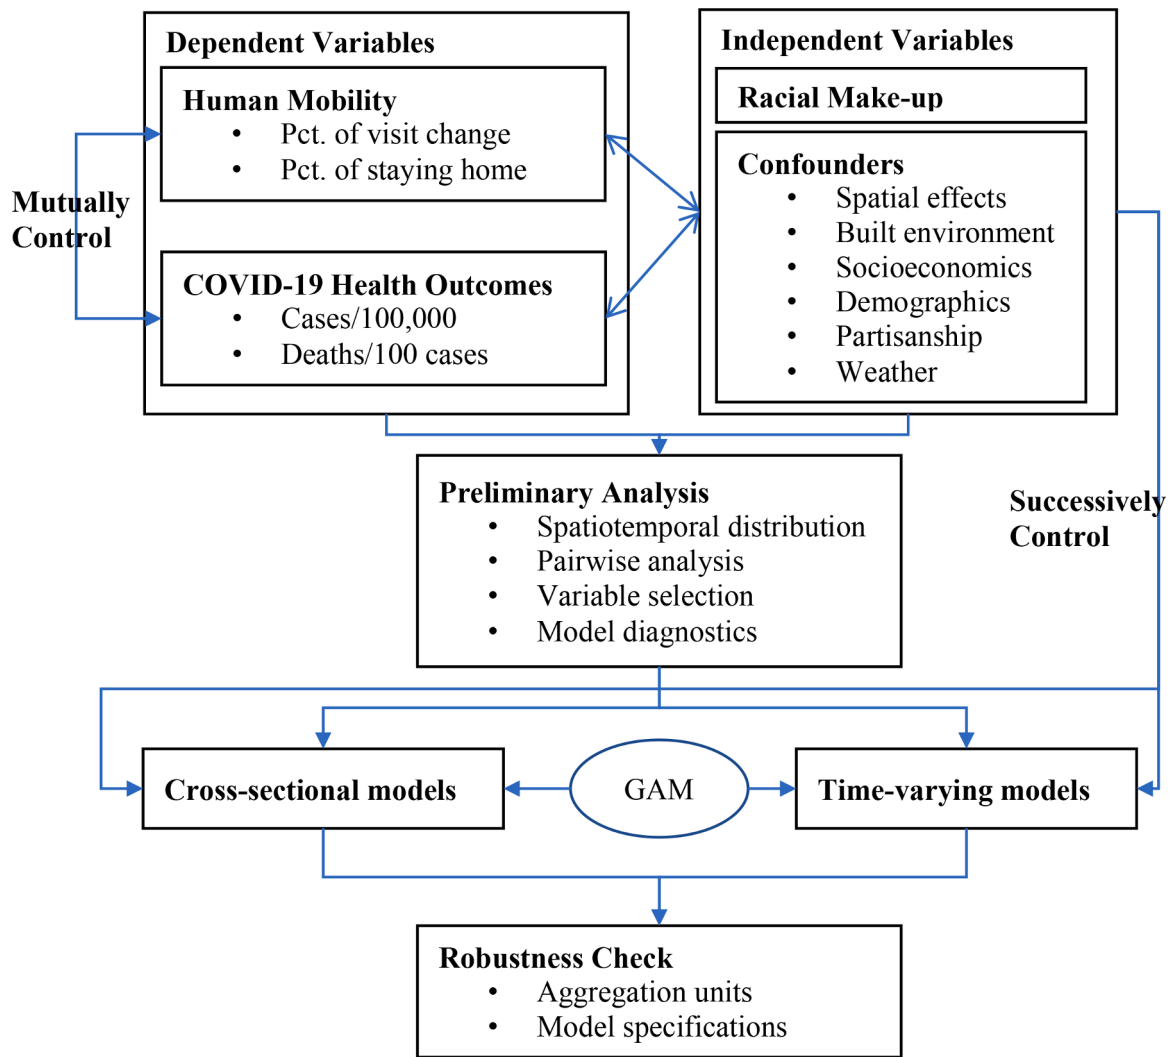 Dependent Variables
Human Mobility
• Pct. of visit change
• Pct. of staying home
Mutually
Control
COVID-19 Health Outcomes
• Cases/100,000
• Deaths/100 cases
Independent Variables
Racial Make-up
Confounders
• Spatial effects
• Built environment
• Socioeconomics
• Demographics
• Partisanship
• Weather
Preliminary Analysis
• Spatiotemporal distribution
• Pairwise analysis
• Variable selection
• Model diagnostics
Successively
Control
Cross-sectional models
GAM
Time-varying models
Robustness Check
• Aggregation units
• Model specifications